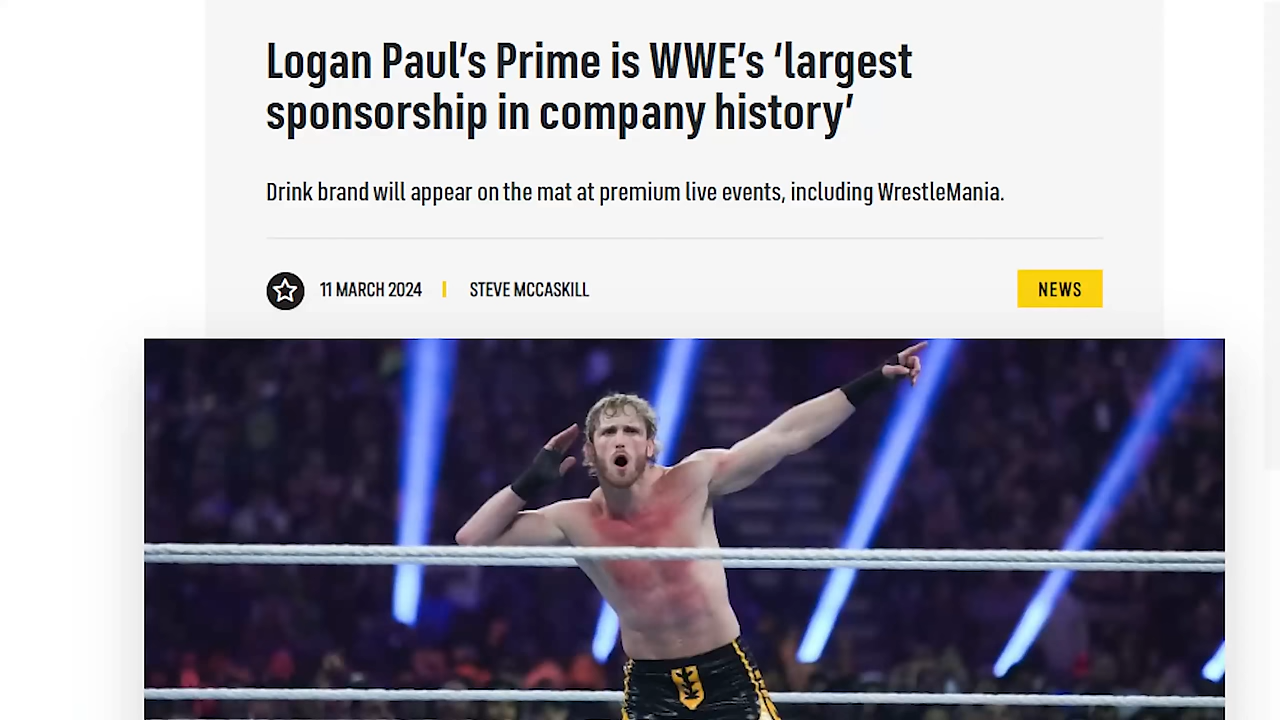 Logan Paul’s Prime is WWE’s ‘largest
sponsorship in company history’
Drink brand will appear on the mat at premium live events, including WrestleMania.
11 MARCH 2024 | STEVE MCCASKILL
NEWS